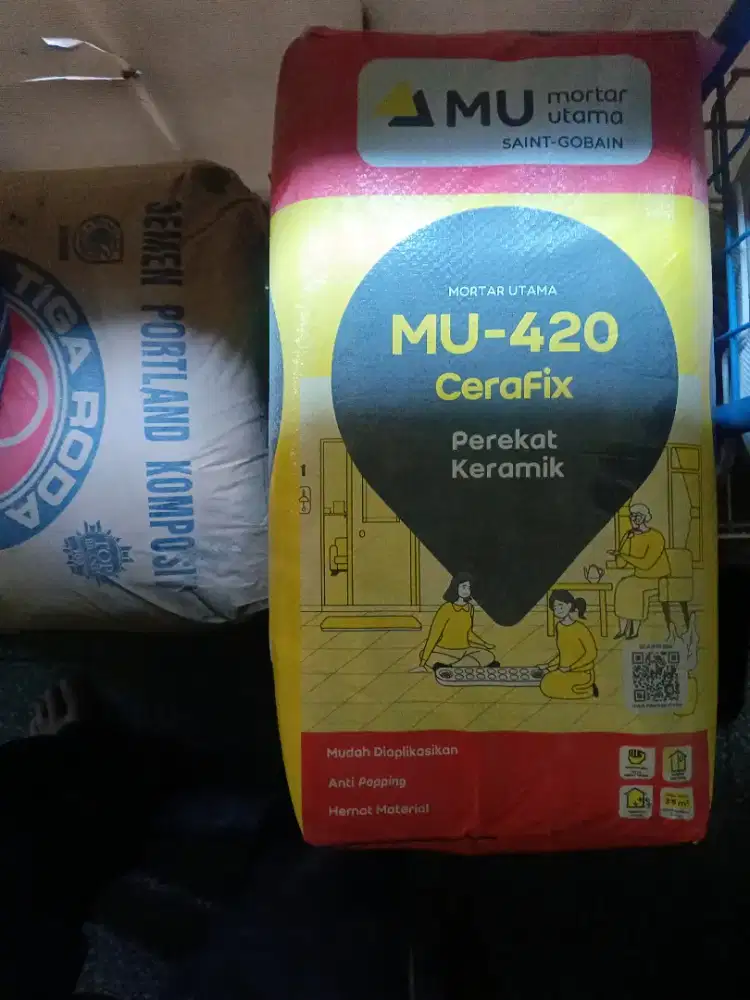 MU mortar
utama
SAINT-GOBAIN
MORTAR UTAMA
MU-420
CeraFix
Perekat
Keramik
Mudah Diaplikasikan
Anti Popping
Hemat Material
TIGA RODA
SEMEN PORTLAND KOMPOSIT
TOP